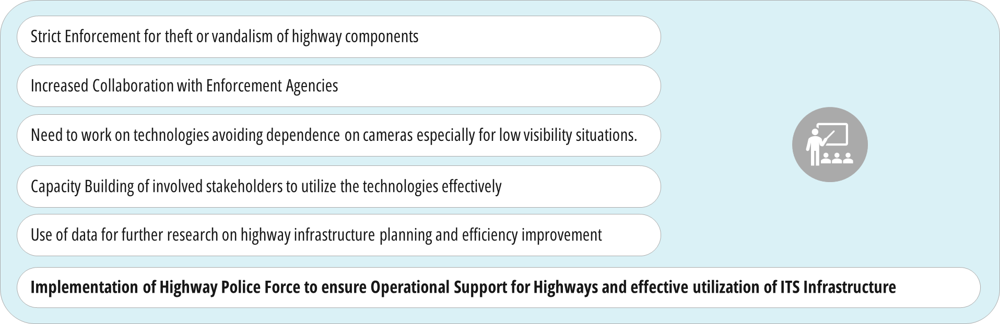 Strict Enforcement for theft or vandalism of highway components
Increased Collaboration with Enforcement Agencies
Need to work on technologies avoiding dependence on cameras especially for low visibility situations.
Capacity Building of involved stakeholders to utilize the technologies effectively
Use of data for further research on highway infrastructure planning and efficiency improvement
Implementation of Highway Police Force to ensure Operational Support for Highways and effective utilization of ITS Infrastructure